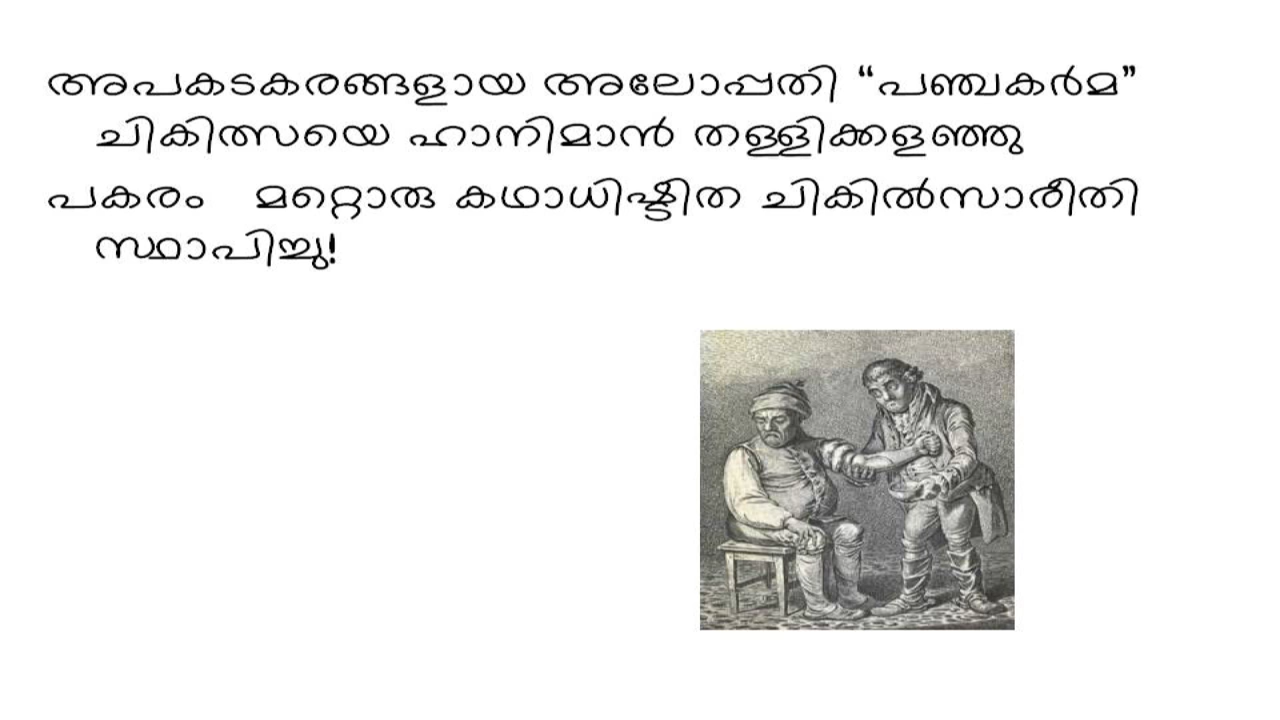 അപകടകരങ്ങളായ അലോപ്പതി “പഞ്ചകർമ”
ചികിത്സയെ ഹാനിമാൻ തള്ളിക്കളഞ്ഞു
പകരം മറ്റൊരു കഥാധിഷ്ടിത ചികിൽസാരീതി
സ്ഥാപിച്ചു!